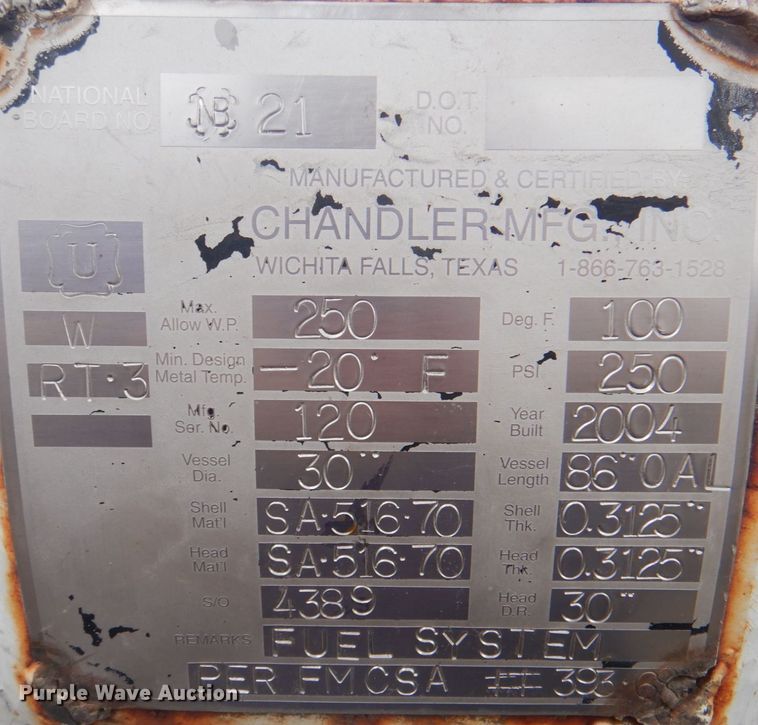 NATIONAL BOARD NO. NB 21 D.O.T. NO.
MANUFACTURED & CERTIFIED BY
CHANDLER MFG., INC.
WICHITA FALLS, TEXAS 1-866-763-1528
U
W Max. Allow W.P. 250 Deg. F. 100
RT·3 Min. Design Metal Temp. -20° F PSI 250
Mfg. Ser. No. 120 Year Built 2004
Vessel Dia. 30" Vessel Length 86" OAL
Shell Mat'l SA·516·70 Shell Thk. 0.3125"
Head Mat'l SA·516·70 Head Thk. 0.3125"
S/O 4389 Head D.R. 30"
REMARKS FUEL SYSTEM
PER FMCSA # 393·
Purple Wave Auction.com